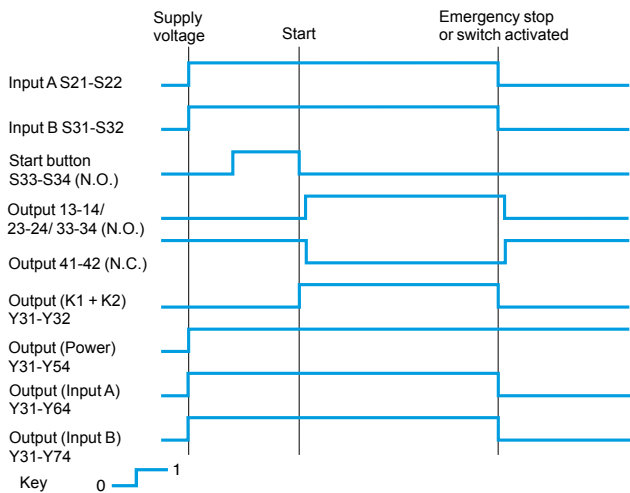 Supply
voltage
Start
Emergency stop
or switch activated
Input A S21-S22
Input B S31-S32
Start button
S33-S34 (N.O.)
Output 13-14/
23-24/ 33-34 (N.O.)
Output 41-42 (N.C.)
Output (K1 + K2)
Y31-Y32
Output (Power)
Y31-Y54
Output (Input A)
Y31-Y64
Output (Input B)
Y31-Y74
Key 0 1